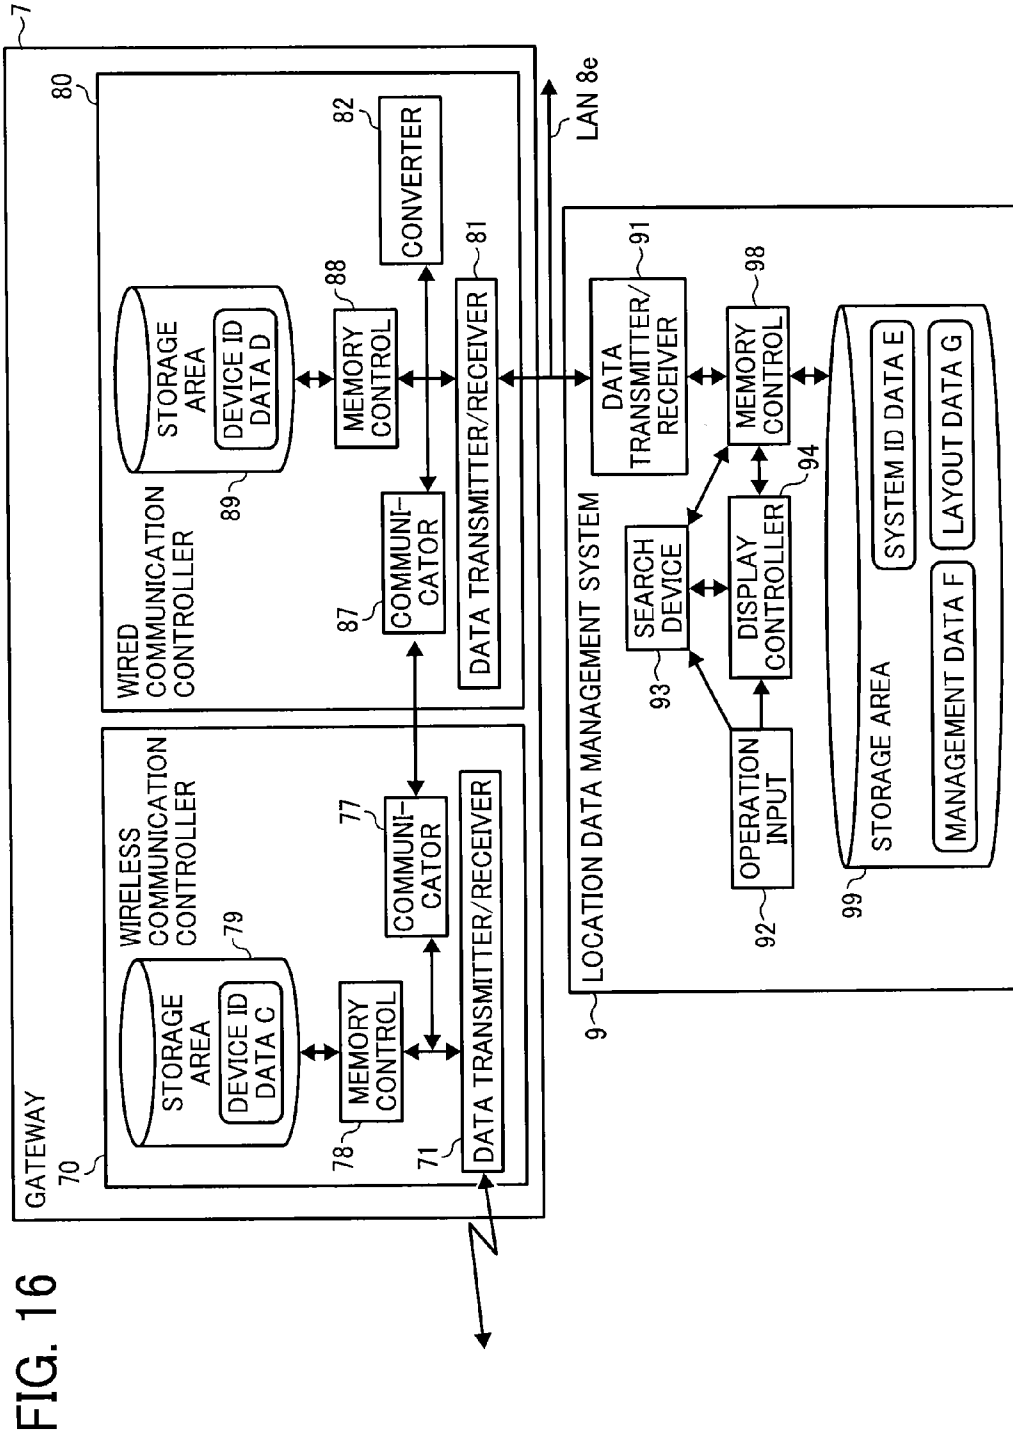 FIG. 16
GATEWAY
7
70
WIRELESS
COMMUNICATION
CONTROLLER
79
STORAGE
AREA
DEVICE ID
DATA C
78
MEMORY
CONTROL
77
COMMUNI-
CATOR
71
DATA TRANSMITTER/RECEIVER
80
WIRED
COMMUNICATION
CONTROLLER
89
STORAGE
AREA
DEVICE ID
DATA D
88
MEMORY
CONTROL
82
CONVERTER
87
COMMUNI-
CATOR
81
DATA TRANSMITTER/RECEIVER
LAN 8e
9
LOCATION DATA MANAGEMENT SYSTEM
91
DATA
TRANSMITTER/
RECEIVER
93
SEARCH
DEVICE
98
MEMORY
CONTROL
92
OPERATION
INPUT
94
DISPLAY
CONTROLLER
99
STORAGE AREA
SYSTEM ID DATA E
MANAGEMENT DATA F
LAYOUT DATA G